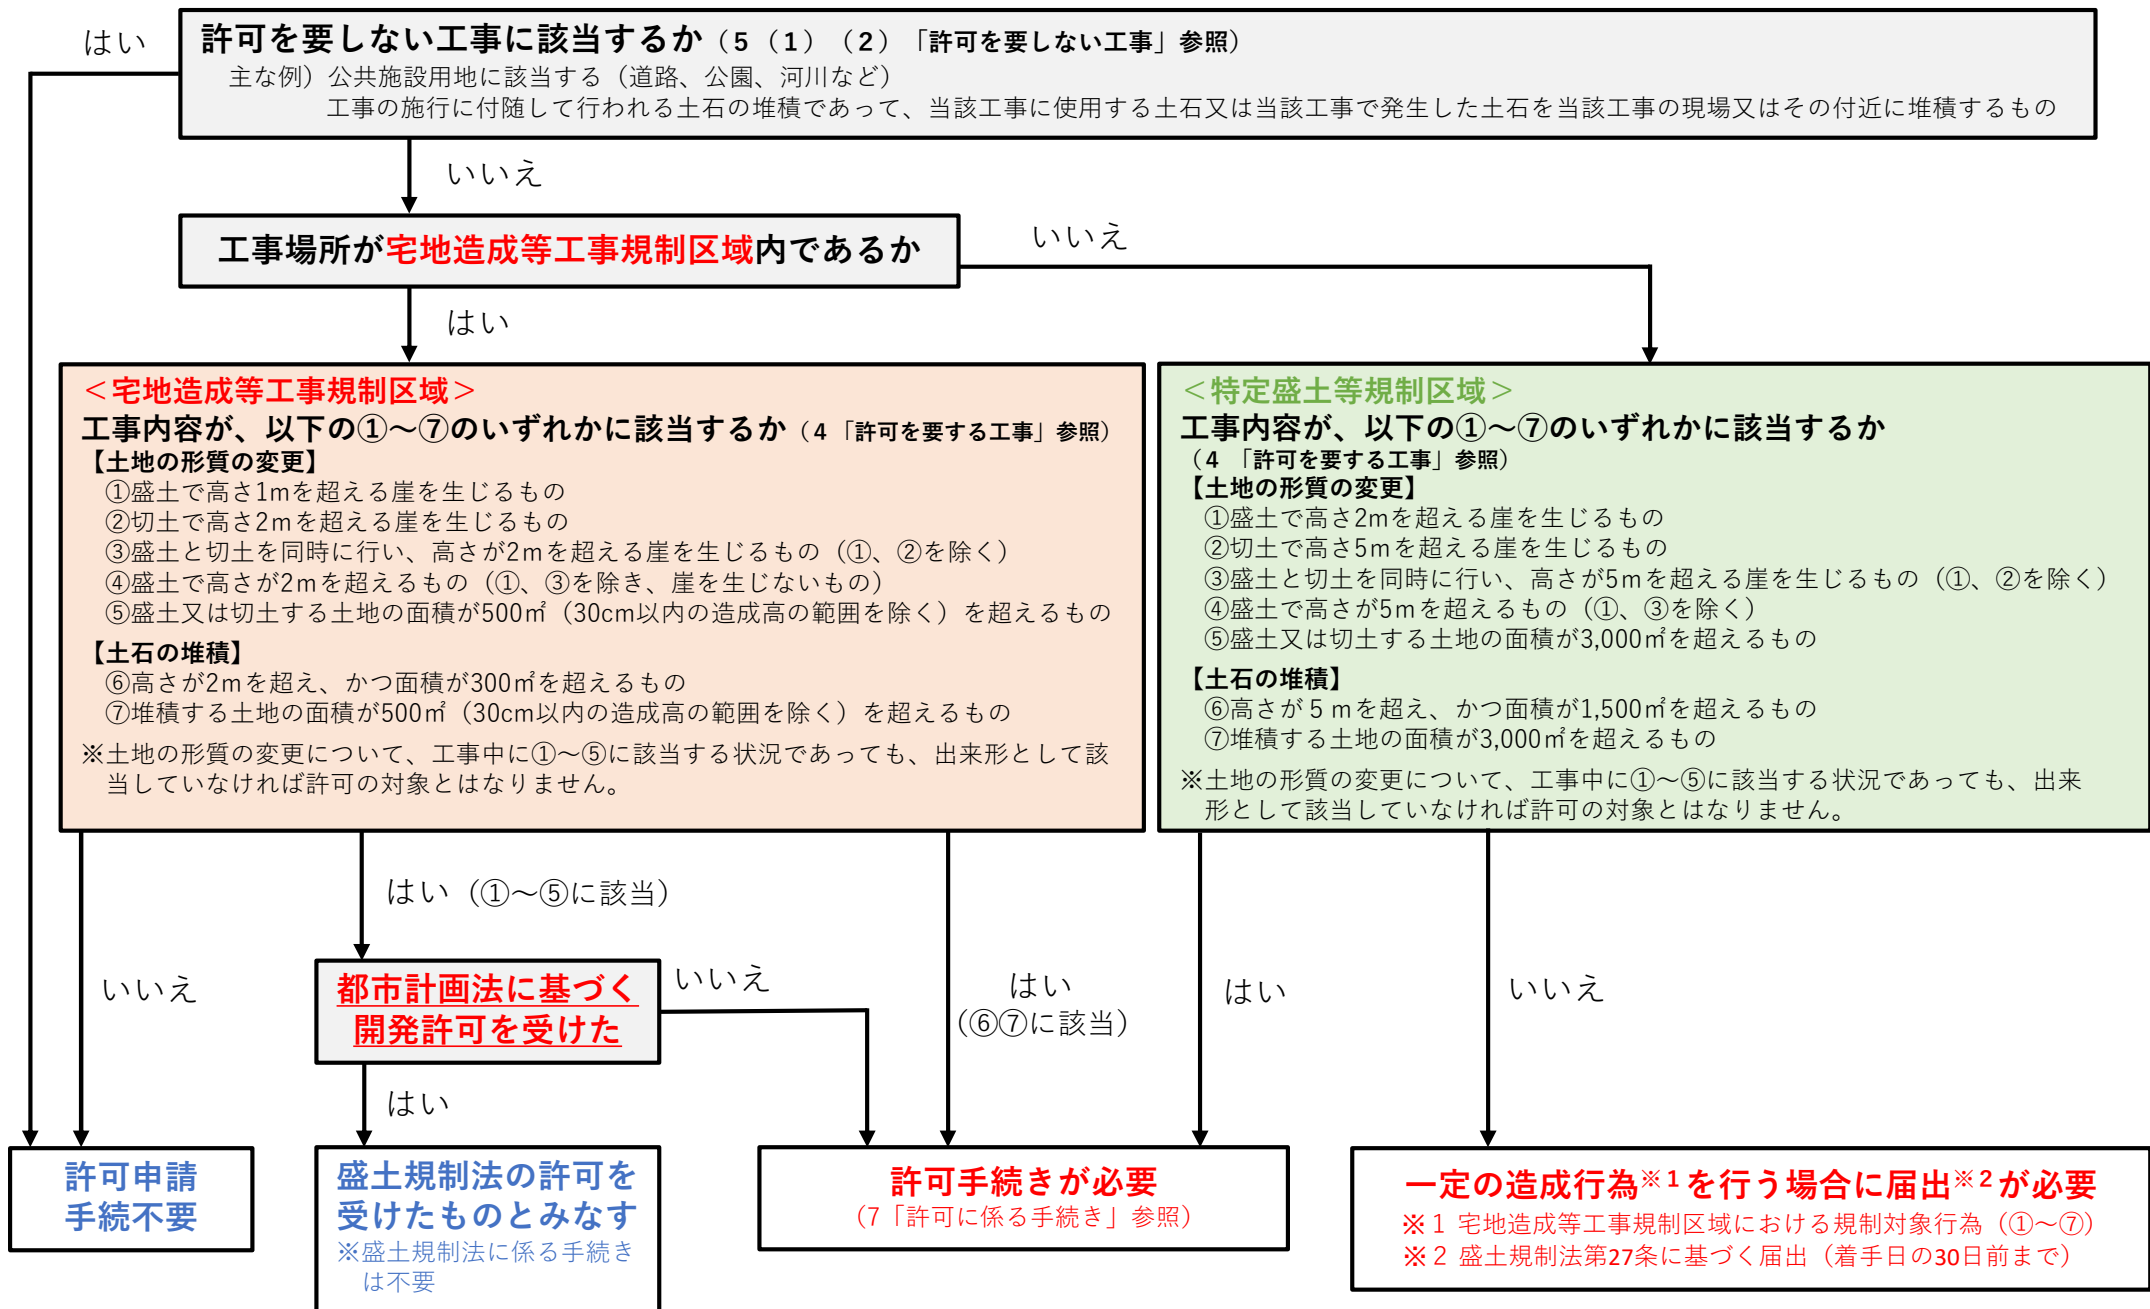 はい
許可を要しない工事に該当するか（5（1）（2）「許可を要しない工事」参照）
主な例）公共施設用地に該当する（道路、公園、河川など）
工事の施行に付随して行われる土石の堆積であって、当該工事に使用する土石又は当該工事で発生した土石を当該工事の現場又はその付近に堆積するもの
いいえ
工事場所が宅地造成等工事規制区域内であるか
いいえ
はい
＜宅地造成等工事規制区域＞
工事内容が、以下の①～⑦のいずれかに該当するか（4「許可を要する工事」参照）
【土地の形質の変更】
①盛土で高さ1mを超える崖を生じるもの
②切土で高さ2mを超える崖を生じるもの
③盛土と切土を同時に行い、高さが2mを超える崖を生じるもの（①、②を除く）
④盛土で高さが2mを超えるもの（①、③を除き、崖を生じないもの）
⑤盛土又は切土する土地の面積が500㎡（30cm以内の造成高の範囲を除く）を超えるもの
【土石の堆積】
⑥高さが2mを超え、かつ面積が300㎡を超えるもの
⑦堆積する土地の面積が500㎡（30cm以内の造成高の範囲を除く）を超えるもの
※土地の形質の変更について、工事中に①～⑤に該当する状況であっても、出来形として該
当していなければ許可の対象とはなりません。
＜特定盛土等規制区域＞
工事内容が、以下の①～⑦のいずれかに該当するか
（4 「許可を要する工事」参照）
【土地の形質の変更】
①盛土で高さ2mを超える崖を生じるもの
②切土で高さ5mを超える崖を生じるもの
③盛土と切土を同時に行い、高さが5mを超える崖を生じるもの（①、②を除く）
④盛土で高さが5mを超えるもの（①、③を除く）
⑤盛土又は切土する土地の面積が3,000㎡を超えるもの
【土石の堆積】
⑥高さが５ｍを超え、かつ面積が1,500㎡を超えるもの
⑦堆積する土地の面積が3,000㎡を超えるもの
※土地の形質の変更について、工事中に①～⑤に該当する状況であっても、出来
形として該当していなければ許可の対象とはなりません。
はい（①～⑤に該当）
いいえ
都市計画法に基づく
開発許可を受けた
いいえ
はい
（⑥⑦に該当）
はい
いいえ
はい
許可申請
手続不要
盛土規制法の許可を
受けたものとみなす
※盛土規制法に係る手続き
は不要
許可手続きが必要
（7「許可に係る手続き」参照）
一定の造成行為※1を行う場合に届出※2が必要
※１ 宅地造成等工事規制区域における規制対象行為（①～⑦）
※２ 盛土規制法第27条に基づく届出（着手日の30日前まで）